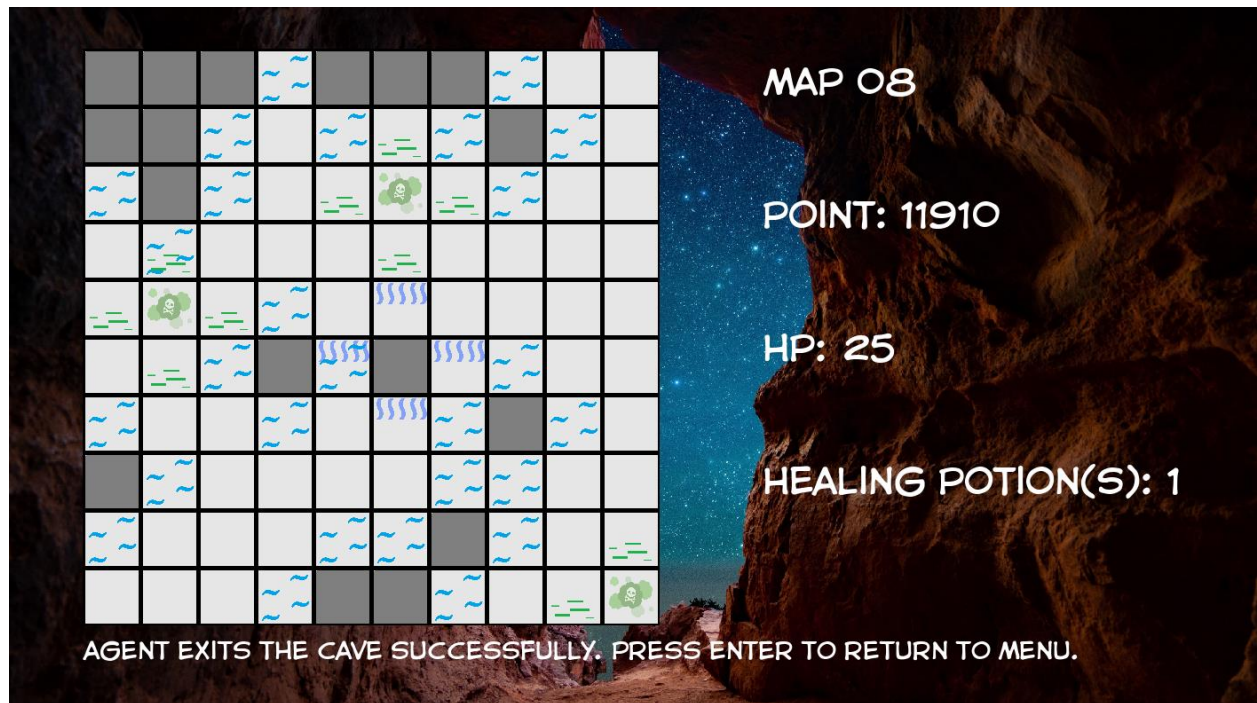 MAP 08
POINT: 11910
HP: 25
HEALING POTION(S): 1
AGENT EXITS THE CAVE SUCCESSFULLY. PRESS ENTER TO RETURN TO MENU.